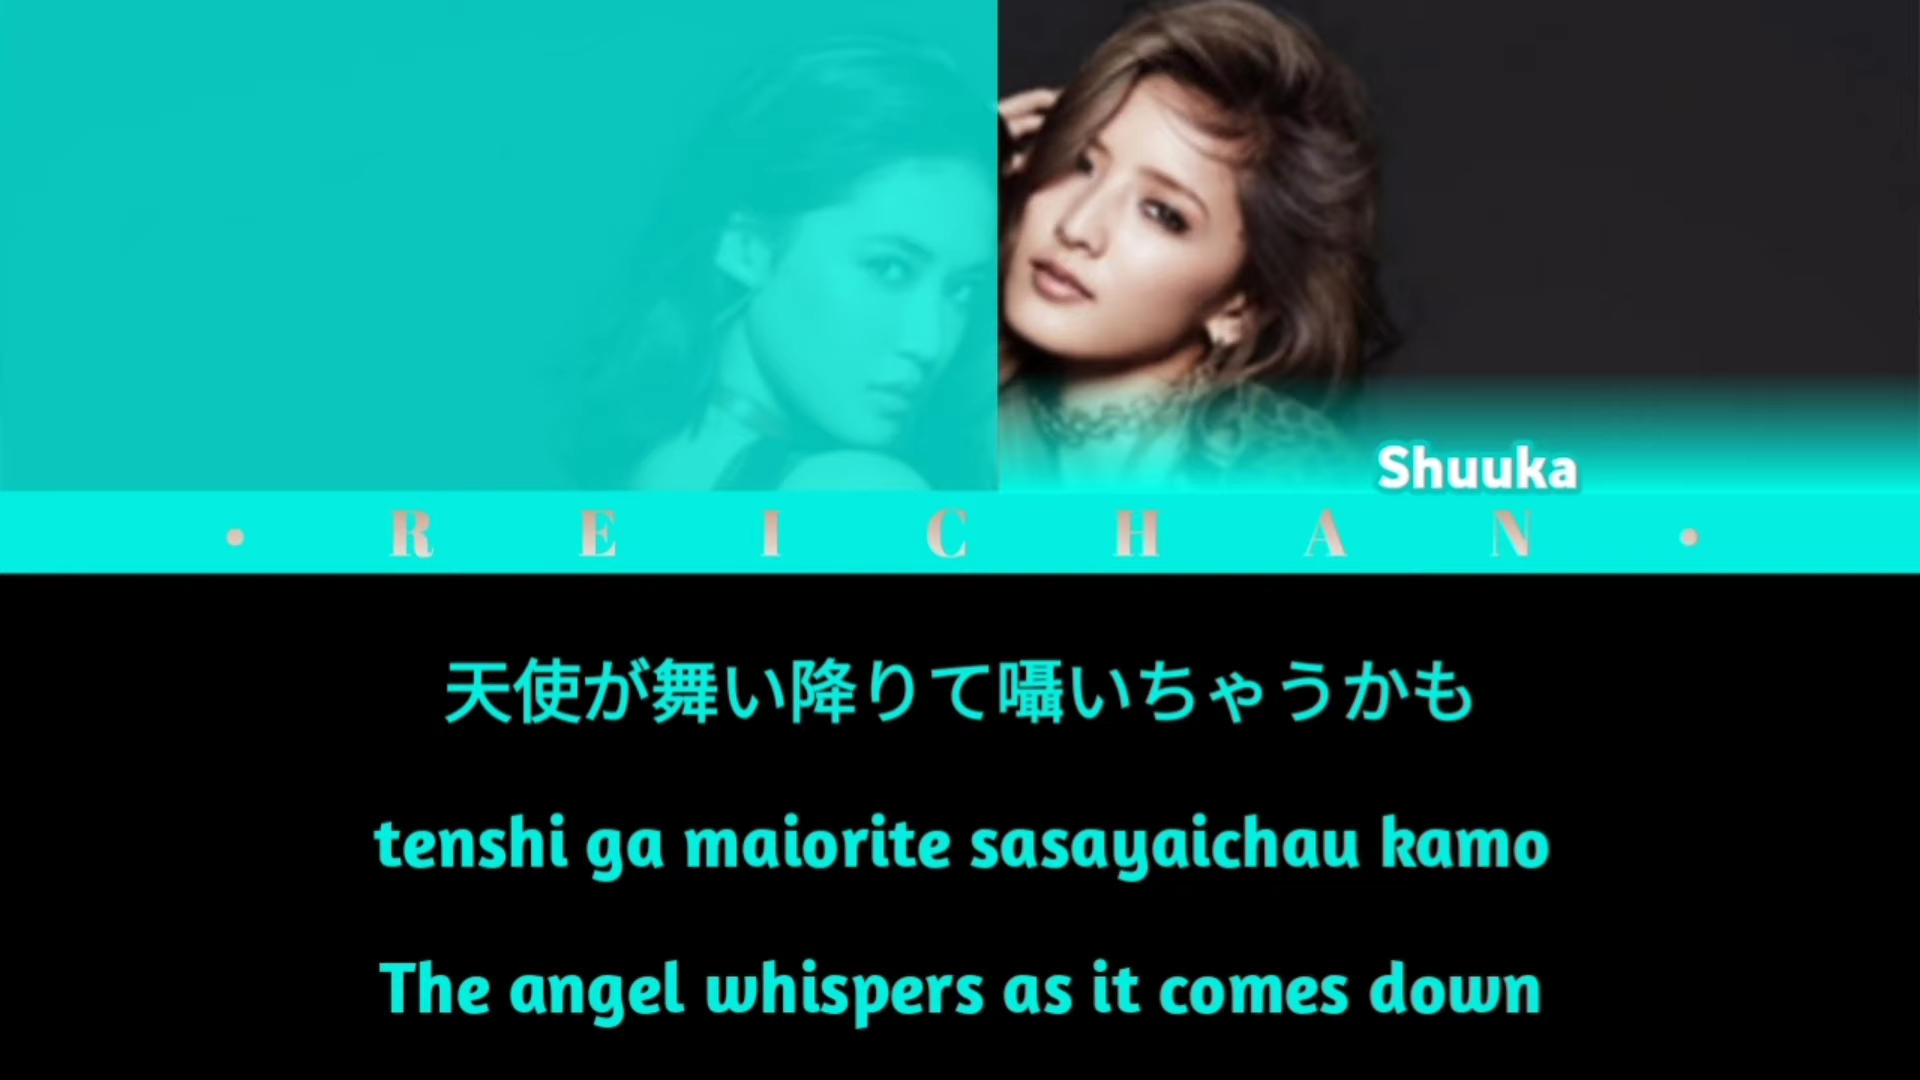 Shuuka
• R E I C H A N •
天使が舞い降りて囁いちゃうかも
tenshi ga maiorite sasayaichau kamo
The angel whispers as it comes down